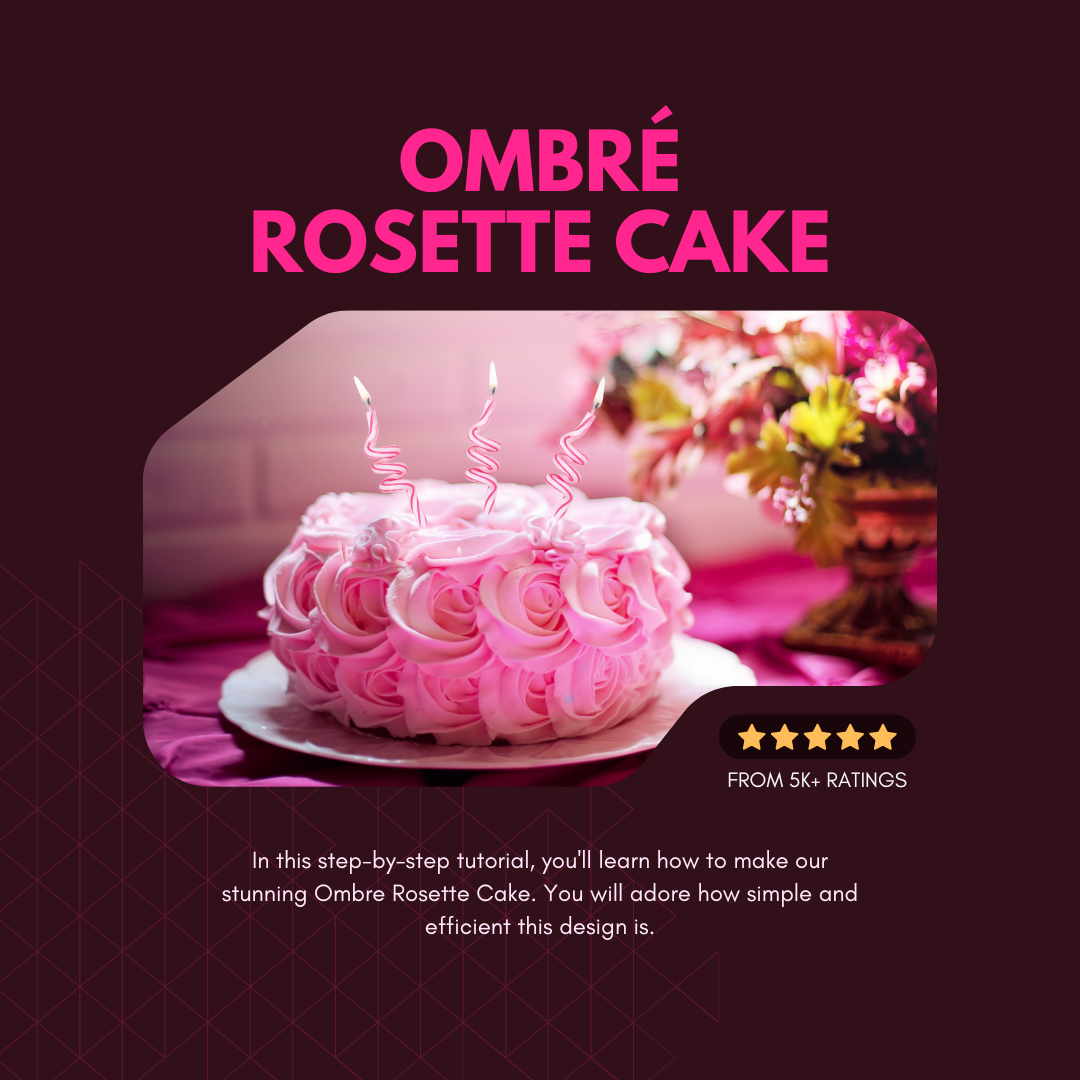 OMBRÉ
ROSETTE CAKE
FROM 5K+ RATINGS
In this step-by-step tutorial, you'll learn how to make our
stunning Ombre Rosette Cake. You will adore how simple and
efficient this design is.